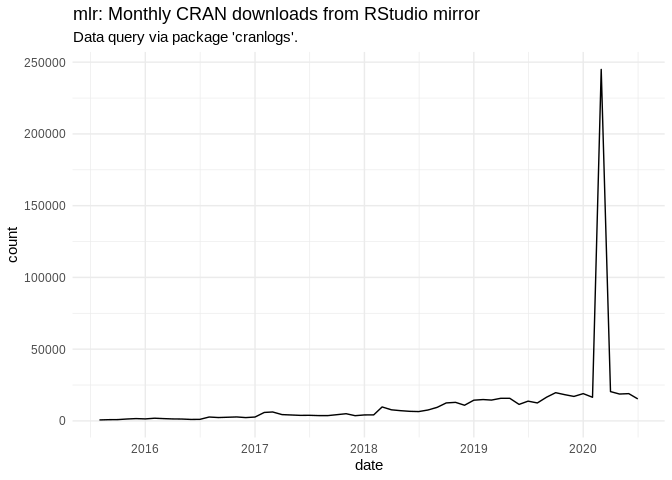 mlr: Monthly CRAN downloads from RStudio mirror
Data query via package 'cranlogs'.
250000
200000
150000
100000
50000
0
count
2016 2017 2018 2019 2020
date